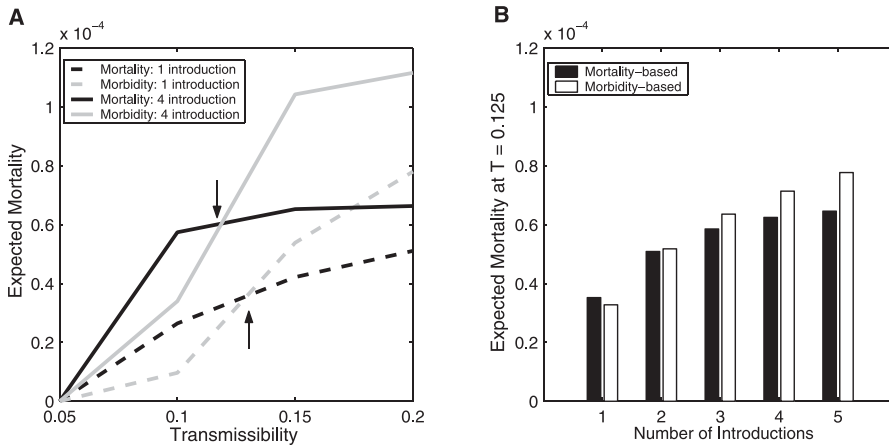 A
x 10⁻⁴
1.2
1
0.8
0.6
0.4
0.2
0
Expected Mortality
Mortality: 1 introduction
Morbidity: 1 introduction
Mortality: 4 introduction
Morbidity: 4 introduction
0.05
0.1
0.15
0.2
Transmissibility
B
x 10⁻⁴
1.2
1
0.8
0.6
0.4
0.2
0
Expected Mortality at T = 0.125
Mortality–based
Morbidity–based
1
2
3
4
5
Number of Introductions